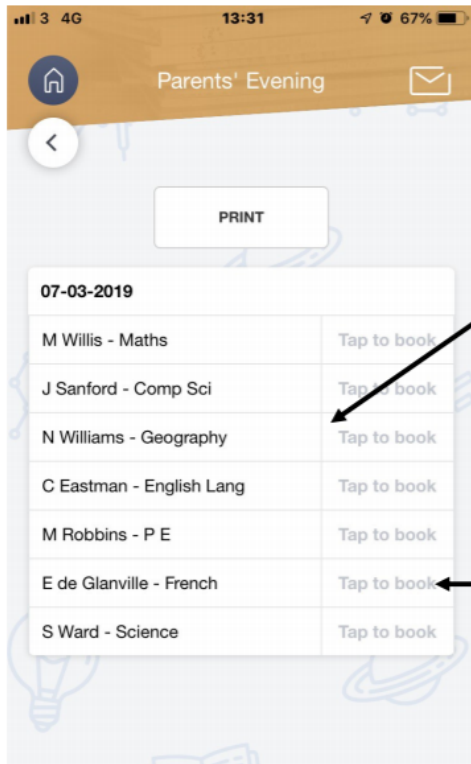 3 4G 13:31 67%
Parents' Evening
PRINT
07-03-2019
M Willis - Maths Tap to book
J Sanford - Comp Sci Tap to book
N Williams - Geography Tap to book
C Eastman - English Lang Tap to book
M Robbins - P E Tap to book
E de Glanville - French Tap to book
S Ward - Science Tap to book